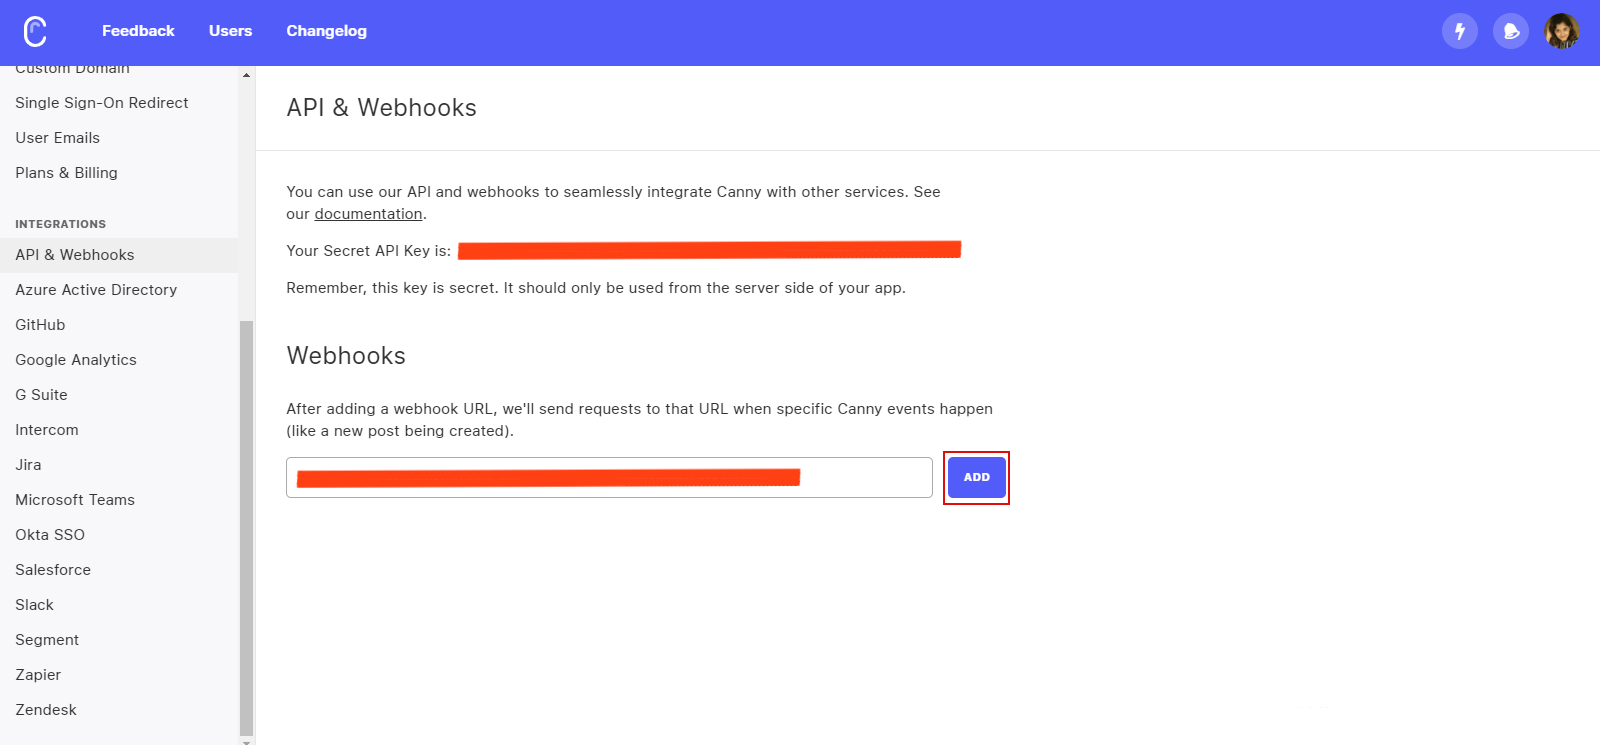 Feedback
Users
Changelog
Custom Domain
Single Sign-On Redirect
User Emails
Plans & Billing
INTEGRATIONS
API & Webhooks
Azure Active Directory
GitHub
Google Analytics
G Suite
Intercom
Jira
Microsoft Teams
Okta SSO
Salesforce
Slack
Segment
Zapier
Zendesk
API & Webhooks
You can use our API and webhooks to seamlessly integrate Canny with other services. See
our documentation.
Your Secret API Key is:
Remember, this key is secret. It should only be used from the server side of your app.
Webhooks
After adding a webhook URL, we'll send requests to that URL when specific Canny events happen
(like a new post being created).
ADD